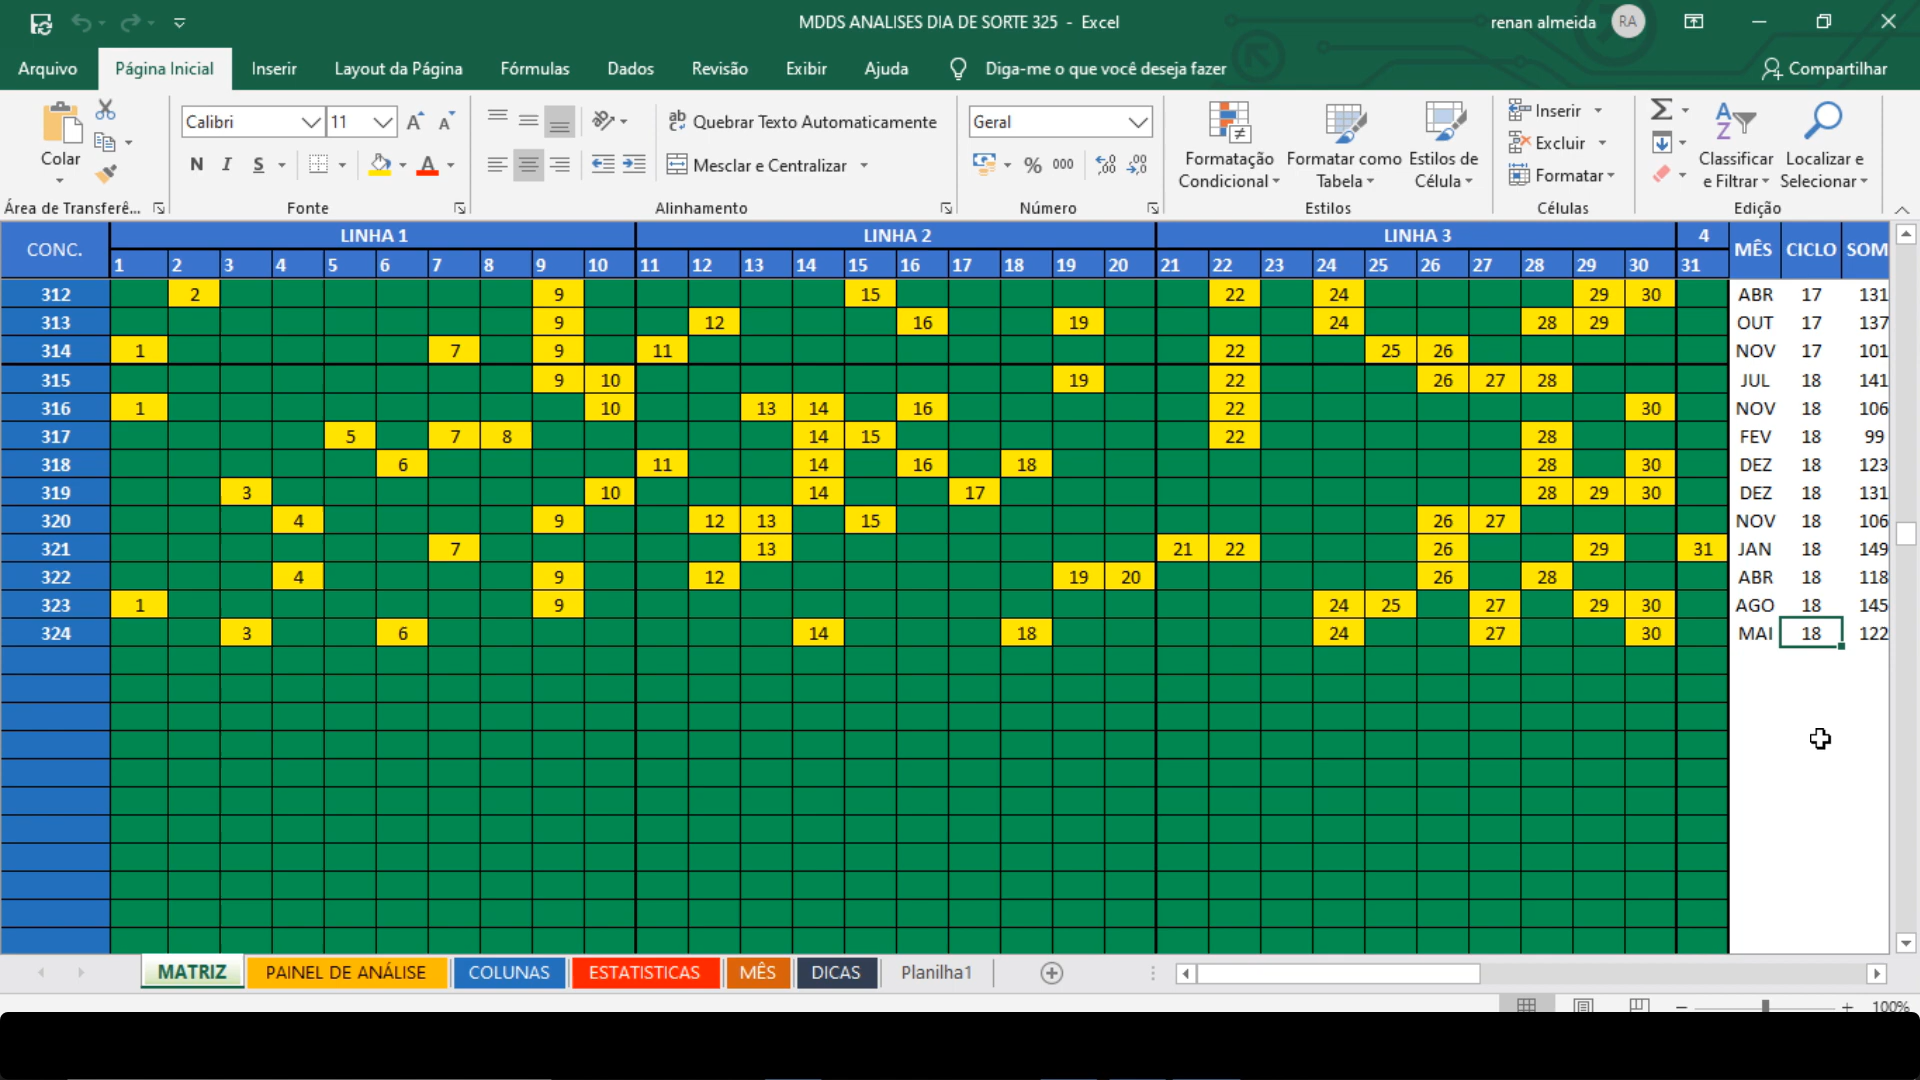 MDDS ANALISES DIA DE SORTE 325 - Excel
renan almeida RA
Arquivo Página Inicial Inserir Layout da Página Fórmulas Dados Revisão Exibir Ajuda Diga-me o que você deseja fazer Compartilhar
Colar
Calibri 11
N I S
ab Quebrar Texto Automaticamente
Mesclar e Centralizar
Geral
% 000
Formatação Condicional
Formatar como Tabela
Estilos de Célula
Inserir
Excluir
Formatar
Classificar e Filtrar
Localizar e Selecionar
Área de Transferê... Fonte Alinhamento Número Estilos Células Edição
CONC. LINHA 1 LINHA 2 LINHA 3 4 MÊS CICLO SOM
1 2 3 4 5 6 7 8 9 10 11 12 13 14 15 16 17 18 19 20 21 22 23 24 25 26 27 28 29 30 31
312 2 9 15 22 24 29 30 ABR 17 131
313 9 12 16 19 24 28 29 OUT 17 137
314 1 7 9 11 22 25 26 NOV 17 101
315 9 10 19 22 26 27 28 JUL 18 141
316 1 10 13 14 16 22 30 NOV 18 106
317 5 7 8 14 15 22 28 FEV 18 99
318 6 11 14 16 18 28 30 DEZ 18 123
319 3 10 14 17 28 29 30 DEZ 18 131
320 4 9 12 13 15 26 27 NOV 18 106
321 7 13 21 22 26 29 31 JAN 18 149
322 4 9 12 19 20 26 28 ABR 18 118
323 1 9 24 25 27 29 30 AGO 18 145
324 3 6 14 18 24 27 30 MAI 18 122
MATRIZ PAINEL DE ANÁLISE COLUNAS ESTATISTICAS MÊS DICAS Planilha1
100%